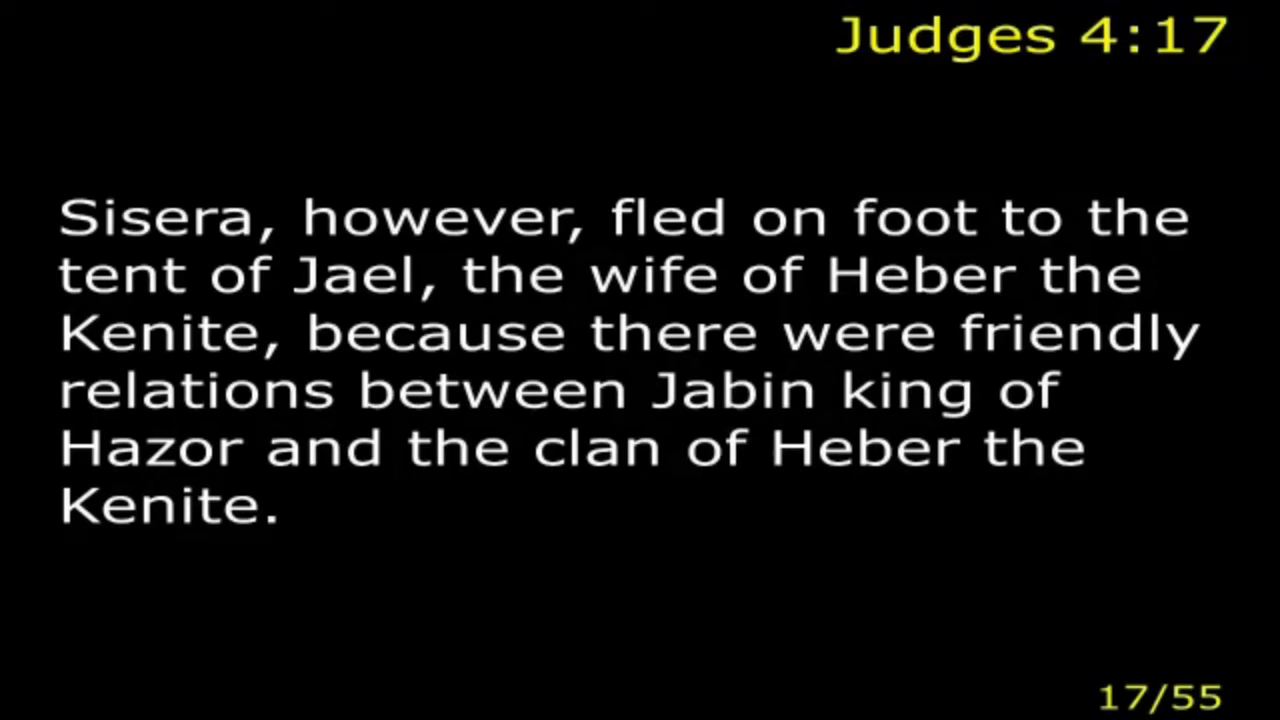 Judges 4:17
Sisera, however, fled on foot to the
tent of Jael, the wife of Heber the
Kenite, because there were friendly
relations between Jabin king of
Hazor and the clan of Heber the
Kenite.
17/55